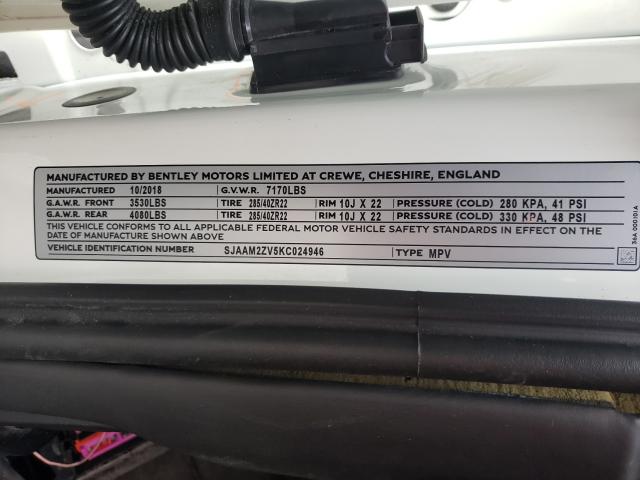 MANUFACTURED BY BENTLEY MOTORS LIMITED AT CREWE, CHESHIRE, ENGLAND
MANUFACTURED 10/2018 G.V.W.R. 7170LBS
G.A.W.R. FRONT 3530LBS TIRE 285/40ZR22 RIM 10J X 22 PRESSURE (COLD) 280 KPA, 41 PSI
G.A.W.R. REAR 4080LBS TIRE 285/40ZR22 RIM 10J X 22 PRESSURE (COLD) 330 KPA, 48 PSI
THIS VEHICLE CONFORMS TO ALL APPLICABLE FEDERAL MOTOR VEHICLE SAFETY STANDARDS IN EFFECT ON THE
DATE OF MANUFACTURE SHOWN ABOVE.
VEHICLE IDENTIFICATION NUMBER SJAAM2ZV5KC024946 TYPE MPV
36A 000101A